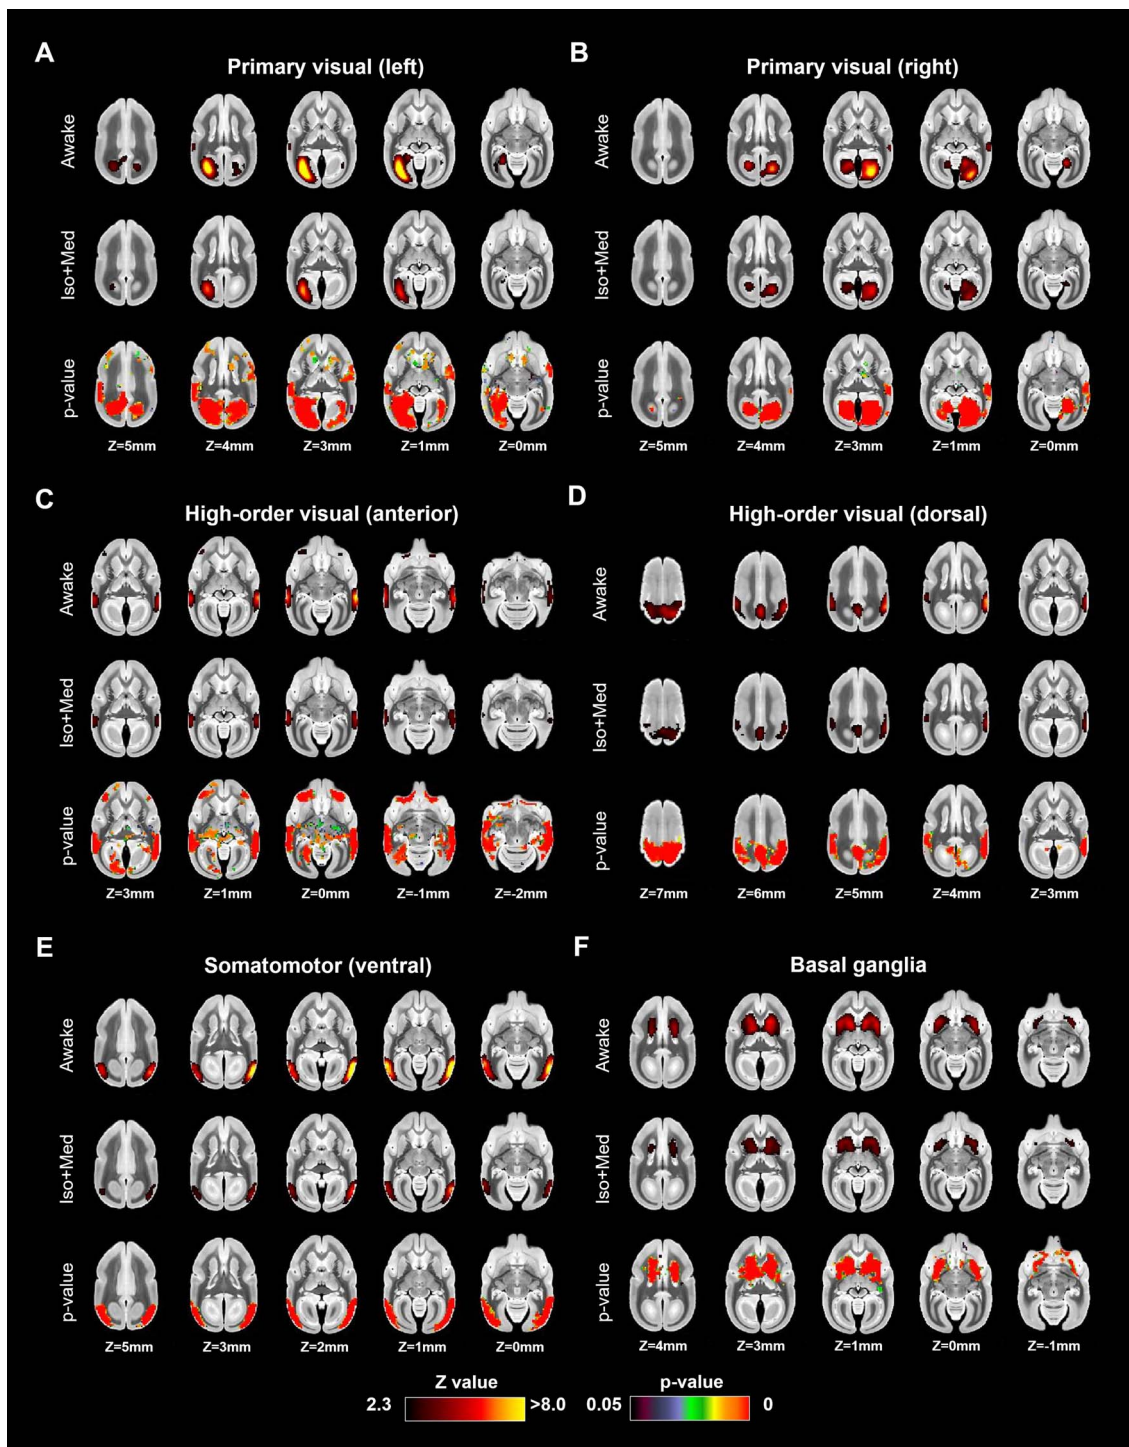 A
Primary visual (left)
Awake
Iso+Med
p-value
Z=5mm Z=4mm Z=3mm Z=1mm Z=0mm
B
Primary visual (right)
Awake
Iso+Med
p-value
Z=5mm Z=4mm Z=3mm Z=1mm Z=0mm
C
High-order visual (anterior)
Awake
Iso+Med
p-value
Z=3mm Z=1mm Z=0mm Z=-1mm Z=-2mm
D
High-order visual (dorsal)
Awake
Iso+Med
p-value
Z=7mm Z=6mm Z=5mm Z=4mm Z=3mm
E
Somatomotor (ventral)
Awake
Iso+Med
p-value
Z=5mm Z=3mm Z=2mm Z=1mm Z=0mm
F
Basal ganglia
Awake
Iso+Med
p-value
Z=4mm Z=3mm Z=1mm Z=0mm Z=-1mm
Z value
2.3 >8.0
p-value
0.05 0